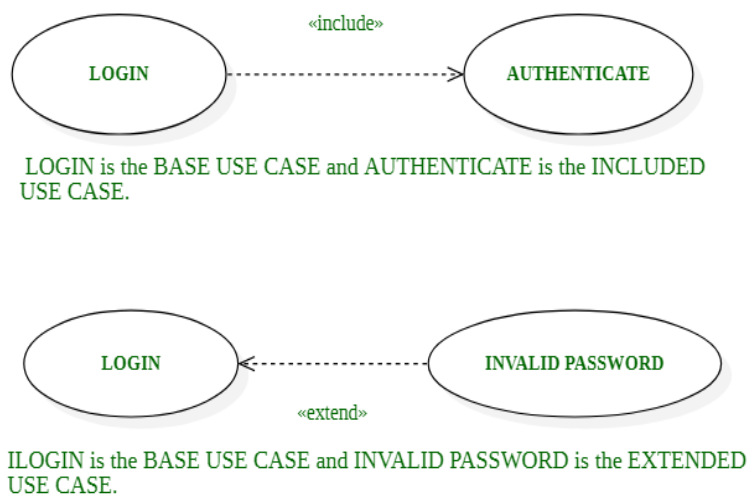 «include»
LOGIN
AUTHENTICATE
LOGIN is the BASE USE CASE and AUTHENTICATE is the INCLUDED
USE CASE.
LOGIN
INVALID PASSWORD
«extend»
ILOGIN is the BASE USE CASE and INVALID PASSWORD is the EXTENDED
USE CASE.